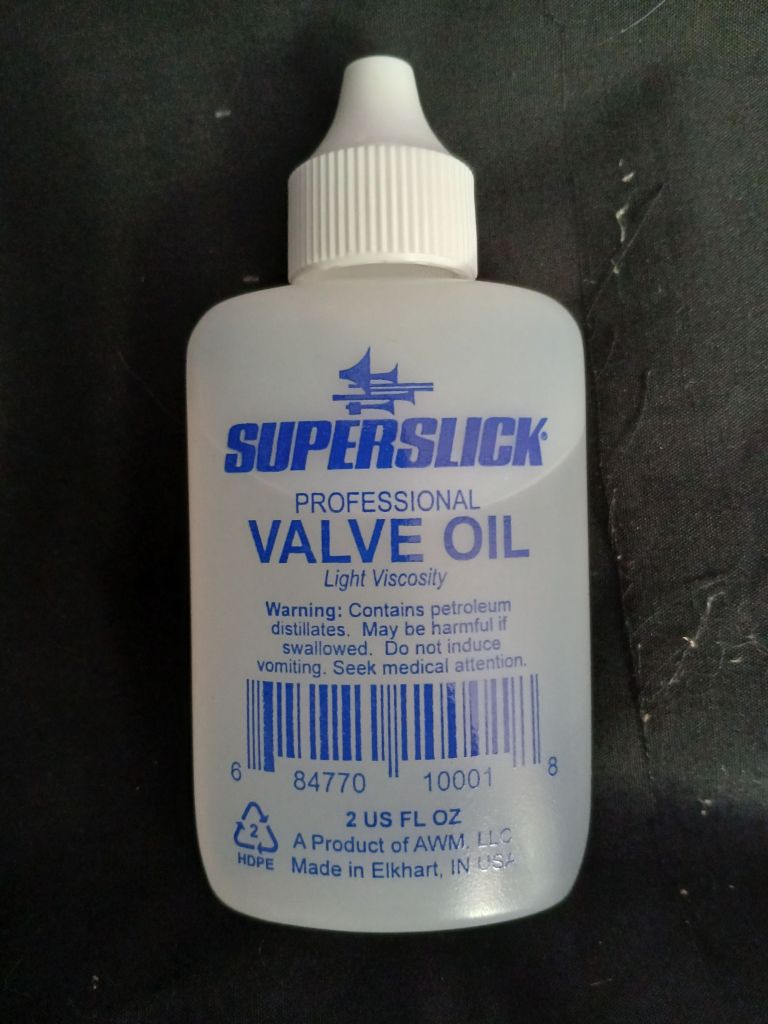 SUPERSLICK®
PROFESSIONAL
VALVE OIL
Light Viscosity
Warning: Contains petroleum
distillates. May be harmful if
swallowed. Do not induce
vomiting. Seek medical attention.
6 84770 10001 8
2 US FL OZ
2
HDPE
A Product of AWM, LLC
Made in Elkhart, IN USA